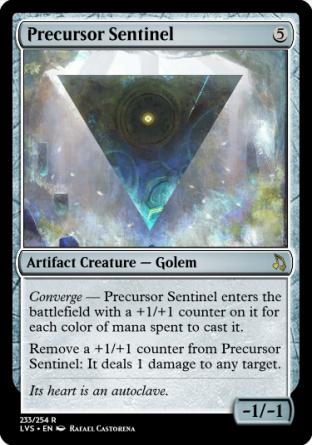 Precursor Sentinel 5
Artifact Creature — Golem
Converge — Precursor Sentinel enters the
battlefield with a +1/+1 counter on it for
each color of mana spent to cast it.
Remove a +1/+1 counter from Precursor
Sentinel: It deals 1 damage to any target.
Its heart is an autoclave.
-1/-1
233/254 R
LVS • EN RAFAEL CASTORENA